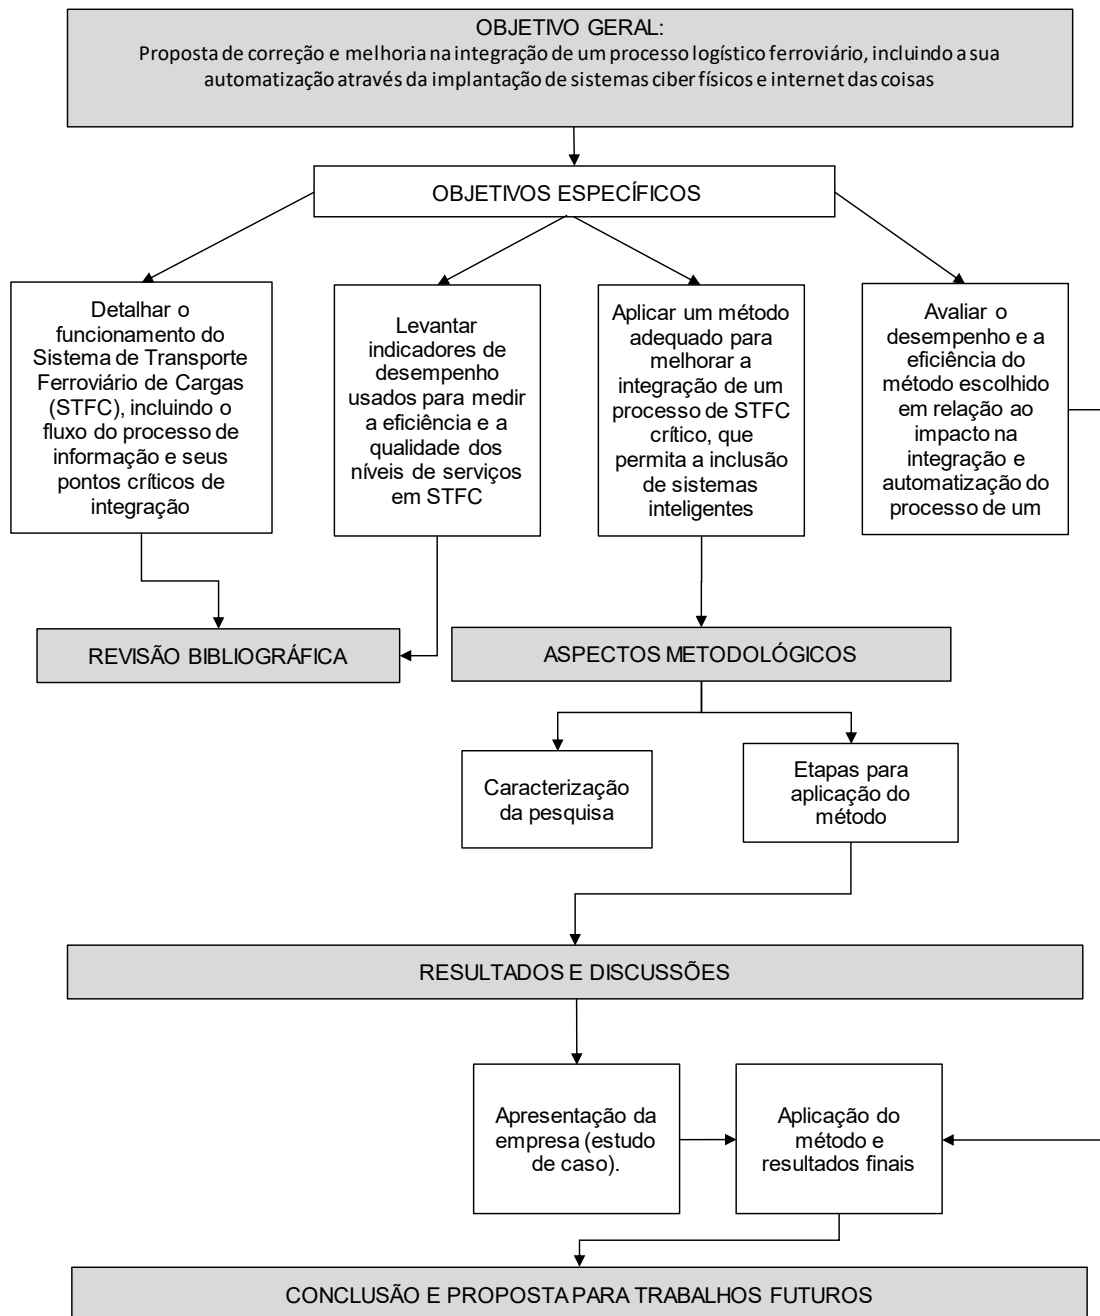 OBJETIVO GERAL:
Proposta de correção e melhoria na integração de um processo logístico ferroviário, incluindo a sua
automatização através da implantação de sistemas ciber físicos e internet das coisas
OBJETIVOS ESPECÍFICOS
Detalhar o
funcionamento do
Sistema de Transporte
Ferroviário de Cargas
(STFC), incluindo o
fluxo do processo de
informação e seus
pontos críticos de
integração
Levantar
indicadores de
desempenho
usados para medir
a eficiência e a
qualidade dos
níveis de serviços
em STFC
Aplicar um método
adequado para
melhorar a
integração de um
processo de STFC
crítico, que
permita a inclusão
de sistemas
inteligentes
Avaliar o
desempenho e a
eficiência do
método escolhido
em relação ao
impacto na
integração e
automatização do
processo de um
REVISÃO BIBLIOGRÁFICA
ASPECTOS METODOLÓGICOS
Caracterização
da pesquisa
Etapas para
aplicação do
método
RESULTADOS E DISCUSSÕES
Apresentação da
empresa (estudo
de caso).
Aplicação do
método e
resultados finais
CONCLUSÃO E PROPOSTA PARA TRABALHOS FUTUROS